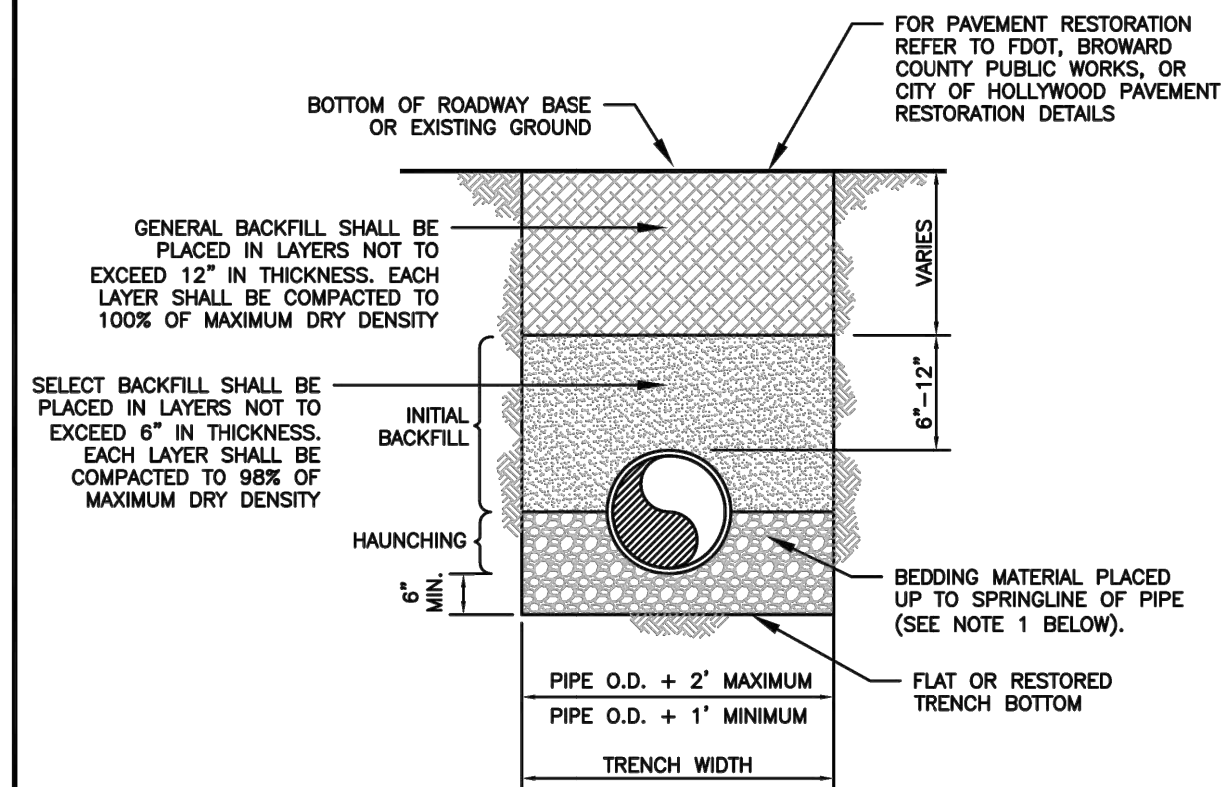 FOR PAVEMENT RESTORATION
REFER TO FDOT, BROWARD
COUNTY PUBLIC WORKS, OR
CITY OF HOLLYWOOD PAVEMENT
RESTORATION DETAILS
BOTTOM OF ROADWAY BASE
OR EXISTING GROUND
GENERAL BACKFILL SHALL BE
PLACED IN LAYERS NOT TO
EXCEED 12" IN THICKNESS. EACH
LAYER SHALL BE COMPACTED TO
100% OF MAXIMUM DRY DENSITY
VARIES
SELECT BACKFILL SHALL BE
PLACED IN LAYERS NOT TO
EXCEED 6" IN THICKNESS.
EACH LAYER SHALL BE
COMPACTED TO 98% OF
MAXIMUM DRY DENSITY
INITIAL
BACKFILL
6"-12"
HAUNCHING
6"
MIN.
BEDDING MATERIAL PLACED
UP TO SPRINGLINE OF PIPE
(SEE NOTE 1 BELOW).
FLAT OR RESTORED
TRENCH BOTTOM
PIPE O.D. + 2' MAXIMUM
PIPE O.D. + 1' MINIMUM
TRENCH WIDTH